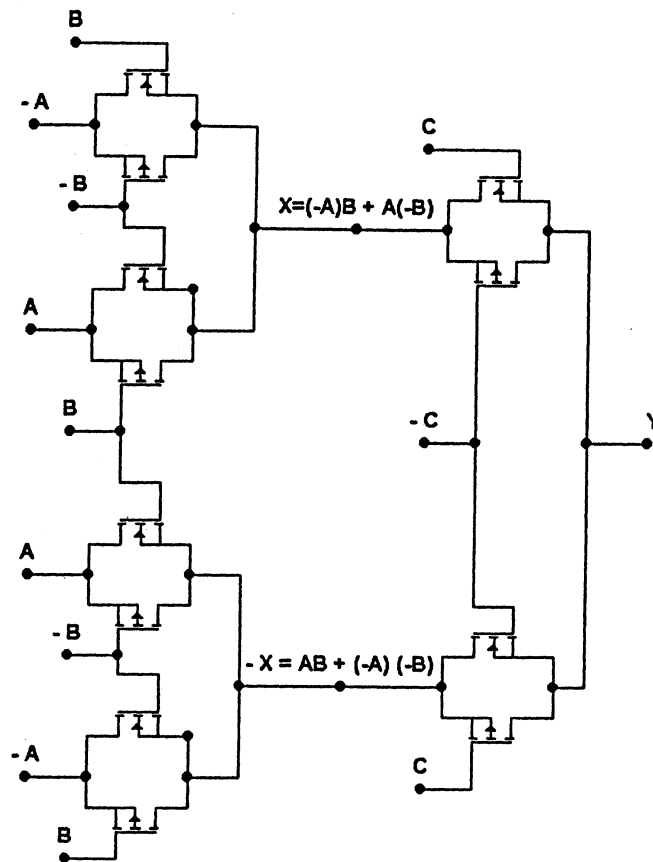 B
- A
- B
A
B
A
- B
- A
B
X=(-A)B + A(-B)
- X = AB + (-A) (-B)
C
- C
C
Y